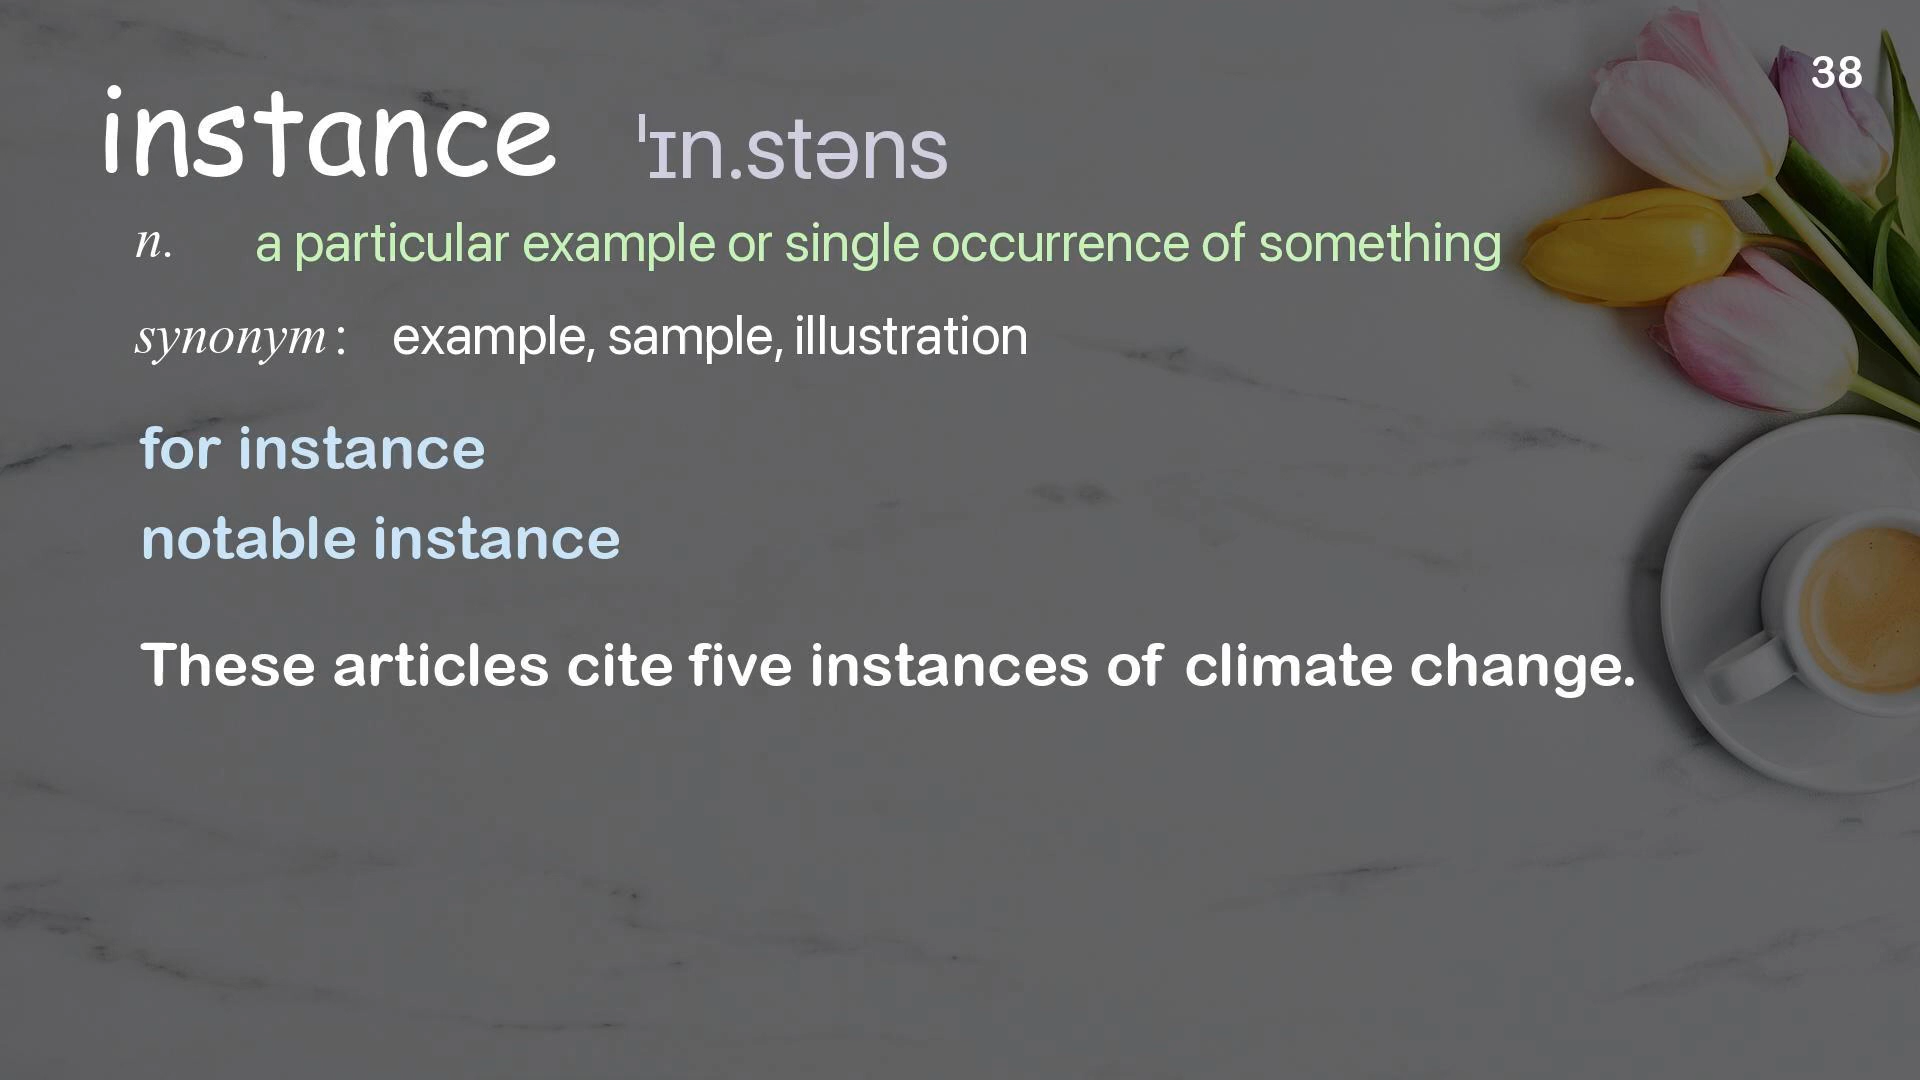 38
instance ˈɪn.stəns
n. a particular example or single occurrence of something
synonym : example, sample, illustration
for instance
notable instance
These articles cite five instances of climate change.